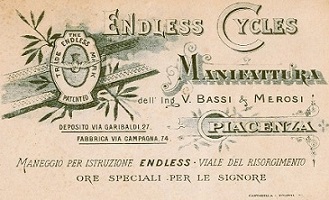 ENDLESS CYCLES
THE ENDLESS
TRADE MARK
PATENTED
MANIFATTURA
dell' Ing V. BASSI & MEROSI
PIACENZA
DEPOSITO VIA GARIBALDI 27.
FABBRICA VIA CAMPAGNA. 74.
MANEGGIO PER ISTRUZIONE ENDLESS - VIALE DEL RISORGIMENTO
ORE SPECIALI PER LE SIGNORE